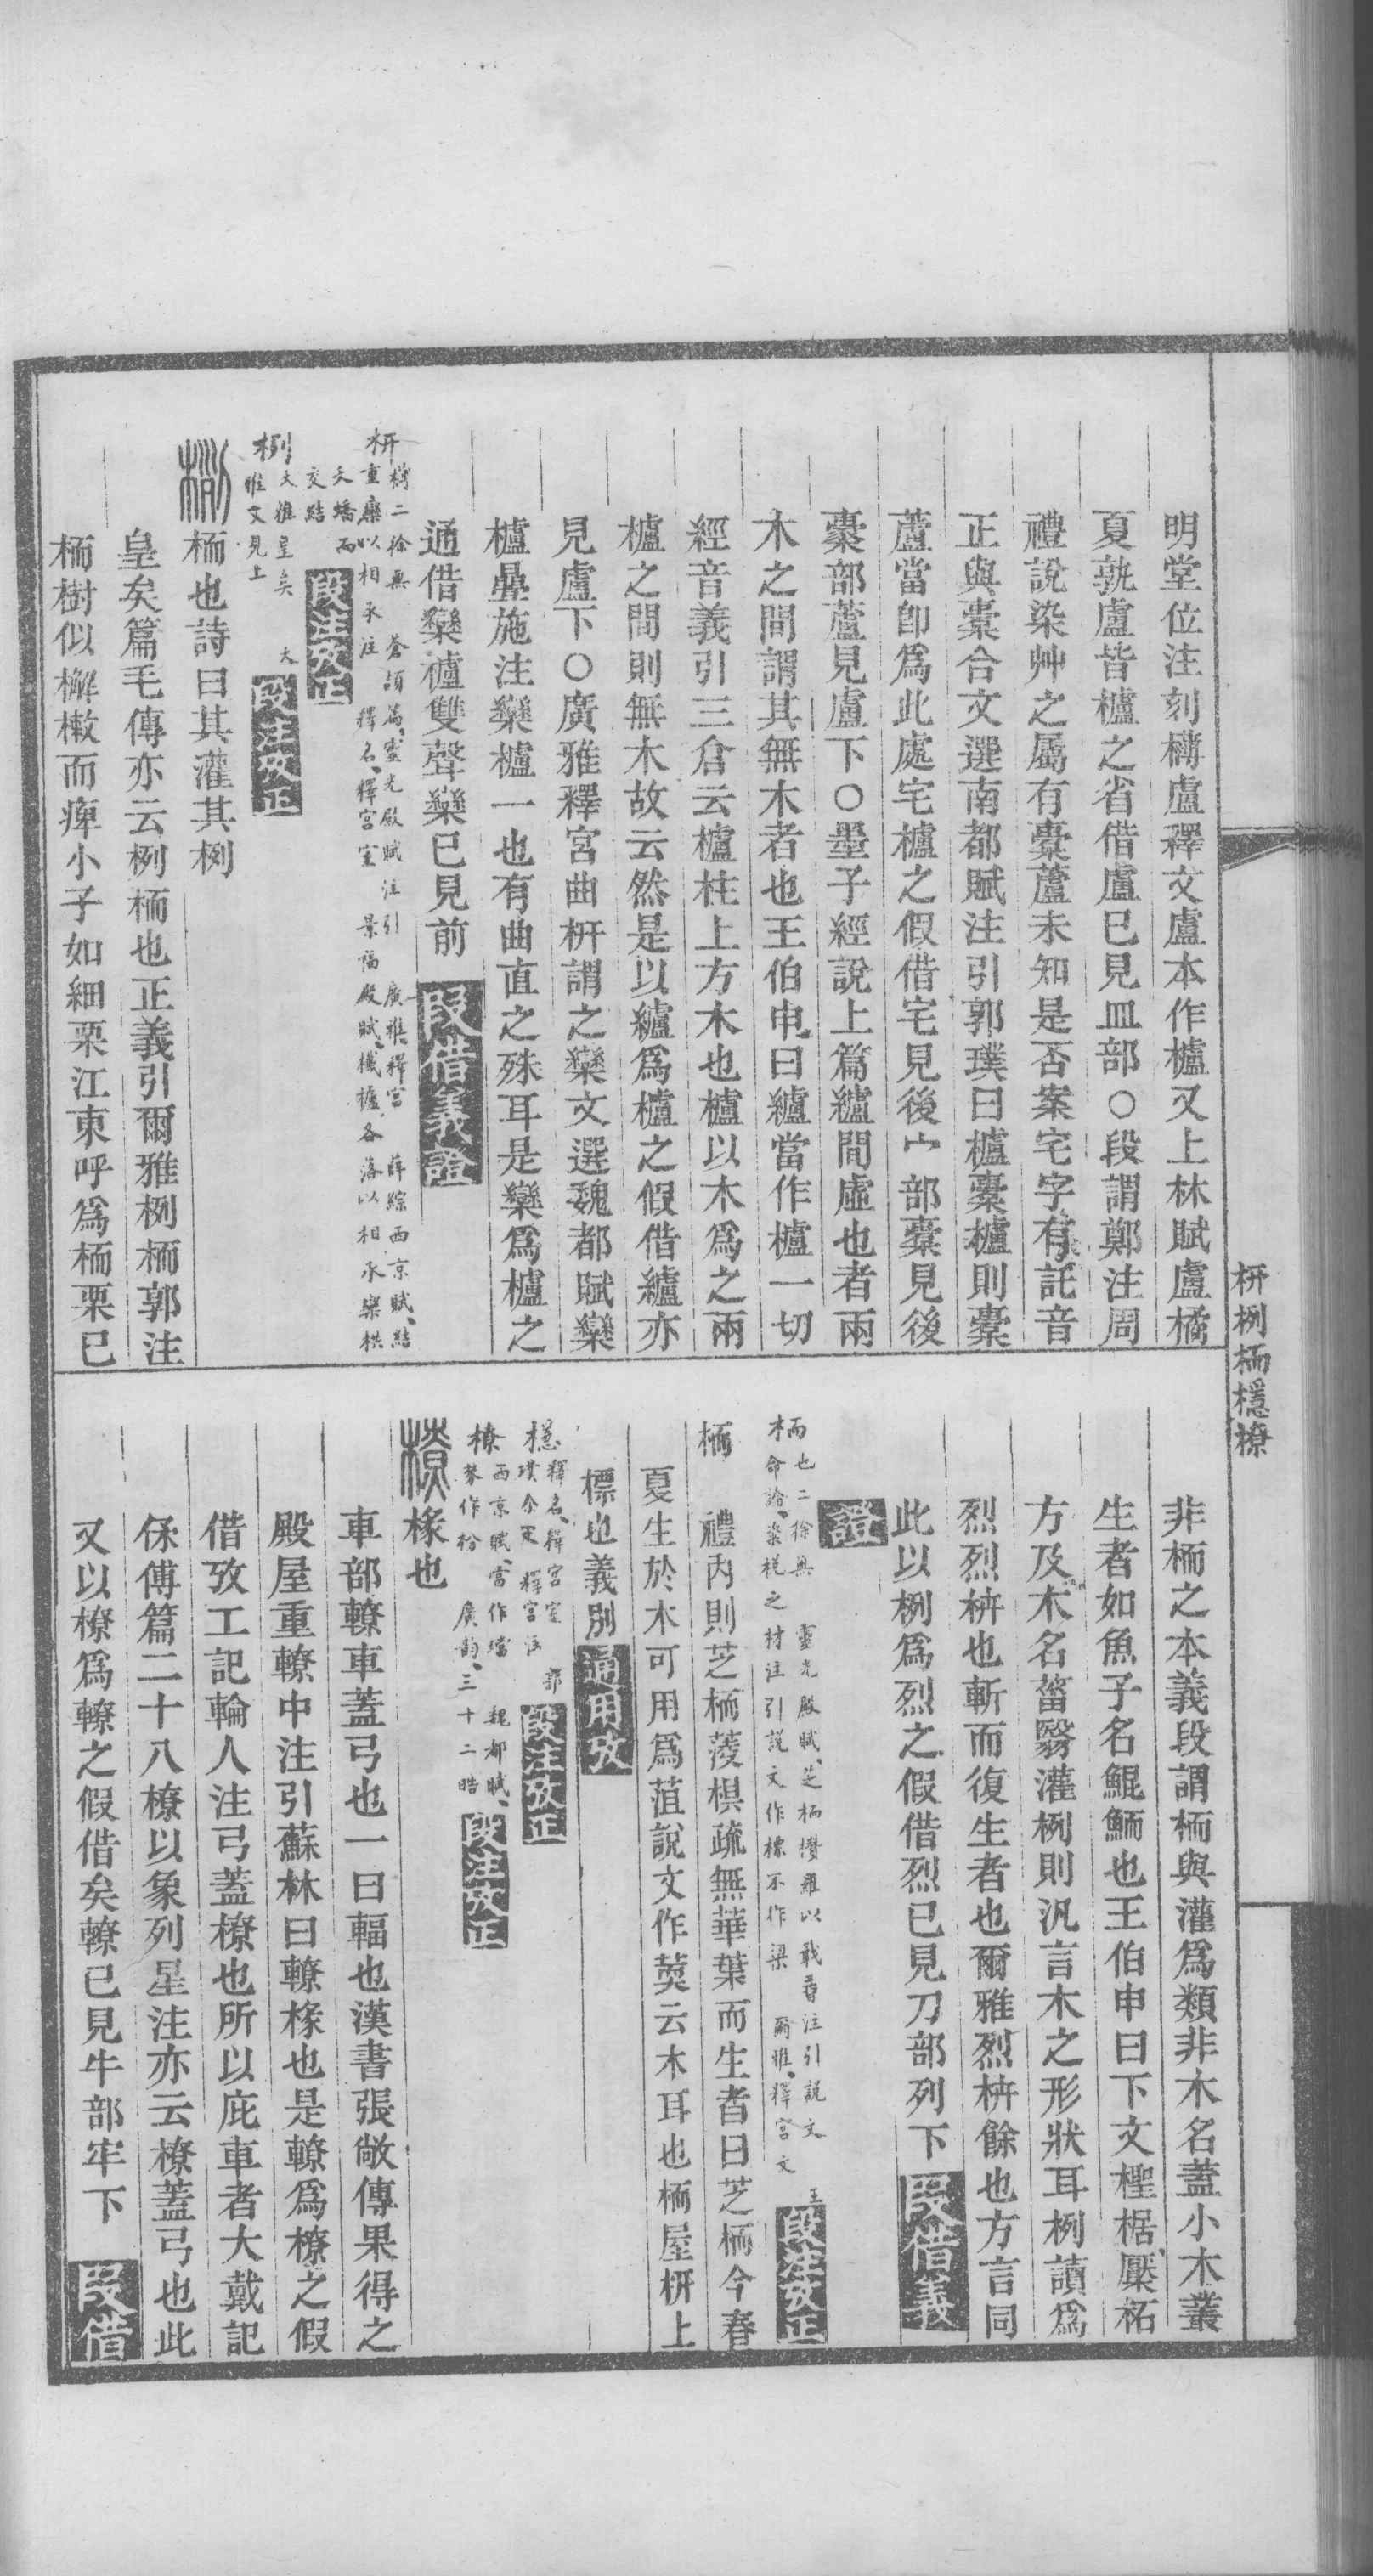 明堂位注刻欂盧釋文盧本作櫨又上林賦盧橘
夏孰盧皆櫨之省借盧已見皿部○段謂鄭注周
禮說染艸之屬有橐蘆未知是否案宅字有託音
正與橐合文選南都賦注引郭璞曰櫨橐櫨則橐
蘆當卽爲此處宅櫨之假借宅見後宀部橐見後
橐部蘆見盧下○墨子經說上篇纑間虛也者兩
木之間謂其無木者也王伯申曰纑當作櫨一切
經音義引三倉云櫨柱上方木也櫨以木爲之兩
櫨之間則無木故云然是以纑爲櫨之假借纑亦
見盧下○廣雅釋宮曲枅謂之欒文選魏都賦欒
櫨疊施注欒櫨一也有曲直之殊耳是欒爲櫨之
通借欒櫨雙聲欒已見前 叚借義證
枅 欂二徐無 蒼頡篇 靈光殿賦注引 廣雅釋宮 薛綜西京賦 結
重欒以相承注 釋名、釋宮室 景福殿賦、櫼櫨各落以相承欒栱
夭蟜而
交結 段注攷正
栵 大雅皇矣 大
雅文見上 段注攷正
栵 栭也詩曰其灌其栵
皇矣篇毛傳亦云栵栭也正義引爾雅栵栭郭注
栭樹似檞樕而痺小子如細栗江東呼爲栭栗已
枅栵栭檼橑
非栭之本義段謂栭與灌爲類非木名蓋小木叢
生者如魚子名鯤鮞也王伯申曰下文檉椐檿柘
方及木名菑翳灌栵則汎言木之形狀耳栵讀爲
烈烈枿也斬而復生者也爾雅烈枿餘也方言同
此以栵爲烈之假借烈已見刀部列下 叚借義
證
栭 也二徐無 靈光殿賦、芝栭攢羅以戢孴注引說文
命論、楶梲之材注引說文作標不作梁 爾雅、釋宮文 王 段注攷正
栭 禮內則芝栭蔆椇疏無華葉而生者曰芝栭今春
夏生於木可用爲菹說文作䓴云木耳也栭屋枅上
標也義別 通用攷
檼 釋名、釋宮室 郭
璞爾疋釋宮注 段注攷正
橑 西京賦、當作璫 魏都賦、
棼作枌 廣韵、三十二晧 段注攷正
橑 椽也
車部轑車蓋弓也一曰輻也漢書張敞傳果得之
殿屋重轑中注引蘇林曰轑椽也是轑爲橑之假
借攷工記輪人注弓蓋橑也所以庇車者大戴記
保傅篇二十八橑以象列星注亦云橑蓋弓也此
又以橑爲轑之假借矣轑已見牛部牢下 叚借